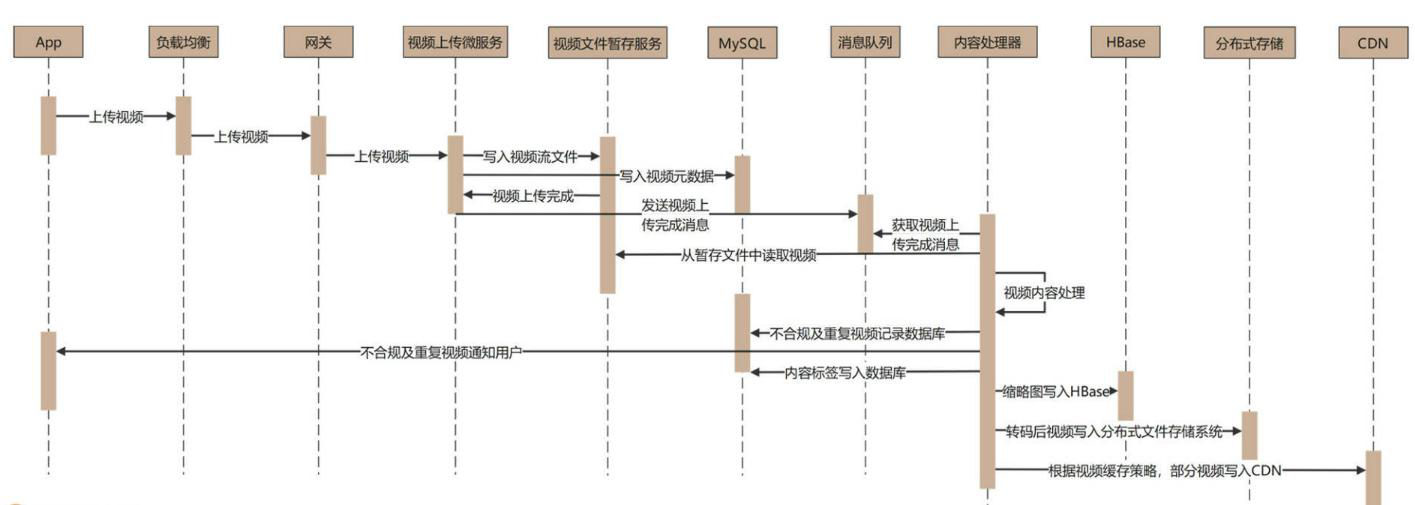 App
负载均衡
网关
视频上传微服务
视频文件暂存服务
MySQL
消息队列
内容处理器
HBase
分布式存储
CDN
上传视频
上传视频
上传视频
写入视频流文件
写入视频元数据
视频上传完成
发送视频上
传完成消息
获取视频上
传完成消息
从暂存文件中读取视频
视频内容处理
不合规及重复视频记录数据库
不合规及重复视频通知用户
内容标签写入数据库
缩略图写入HBase
转码后视频写入分布式文件存储系统
根据视频缓存策略，部分视频写入CDN